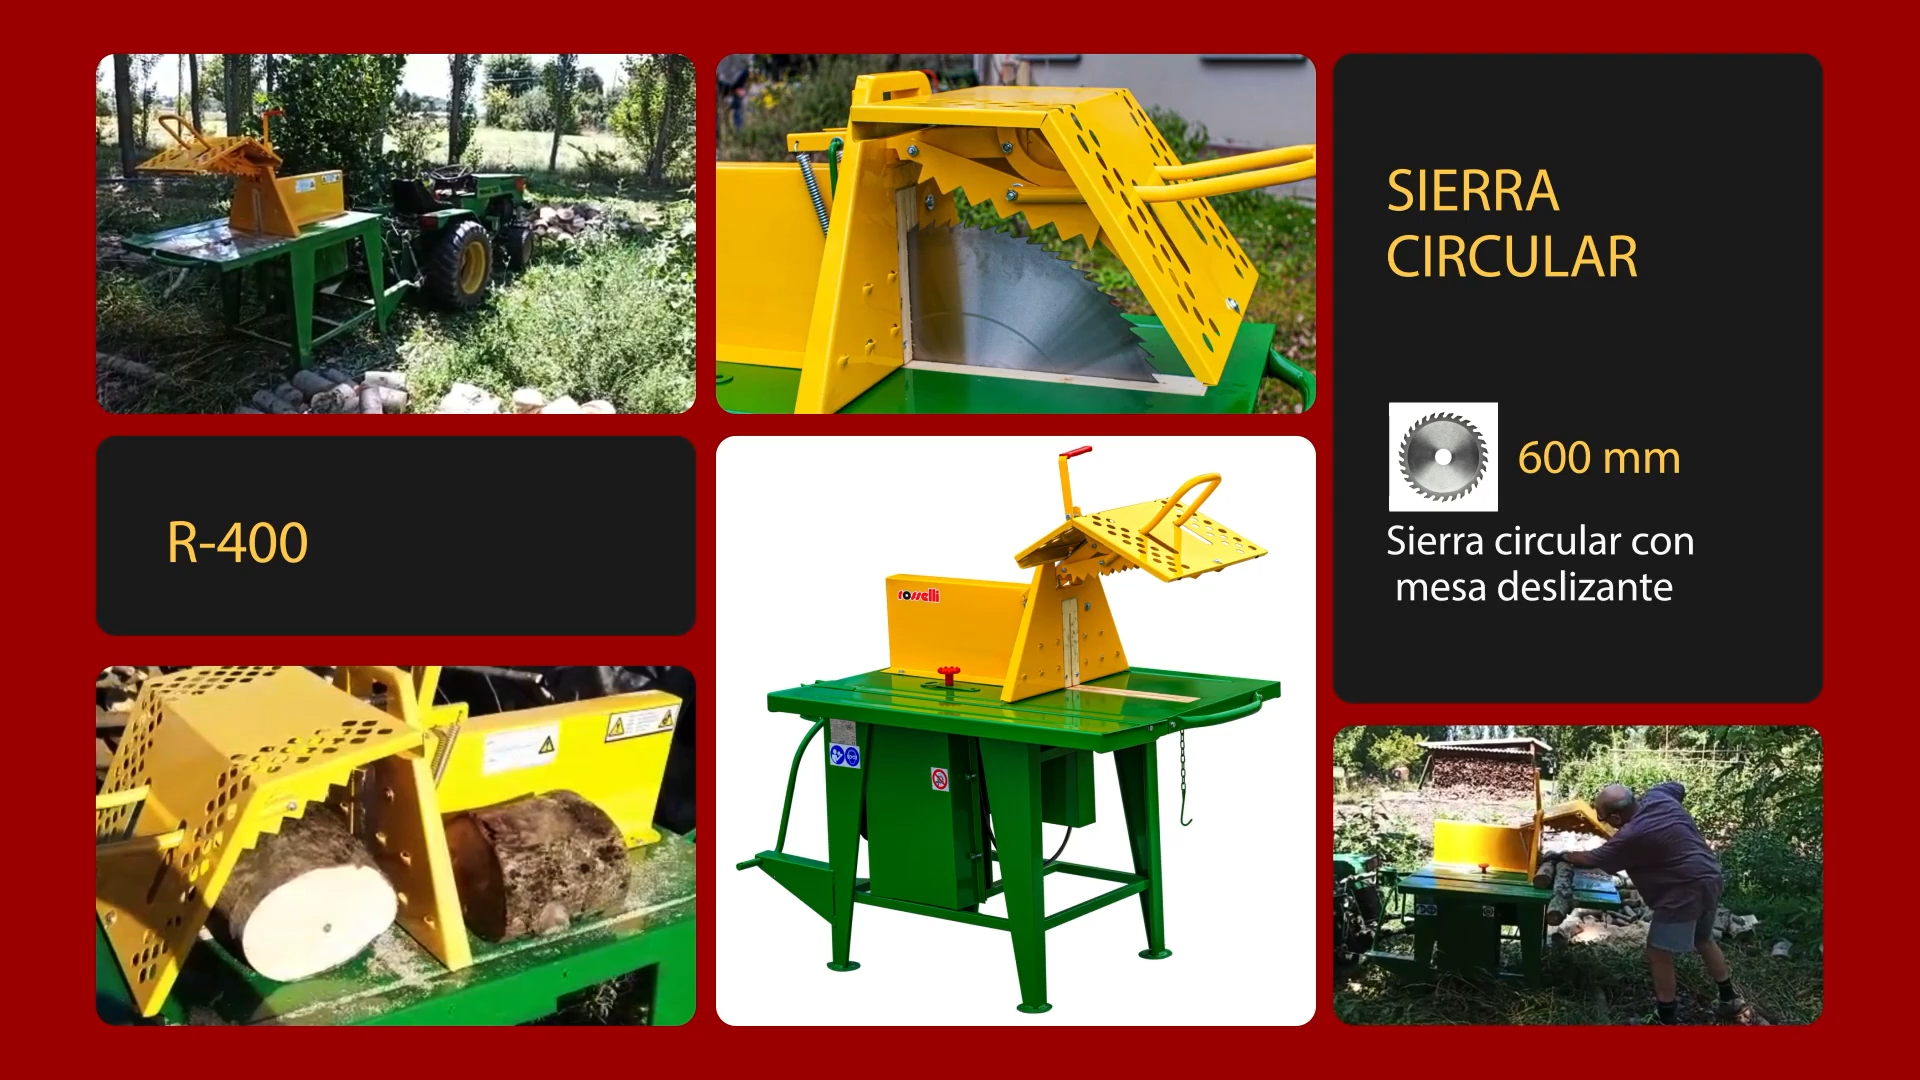 SIERRA
CIRCULAR
600 mm
Sierra circular con
mesa deslizante
R-400
rosselli